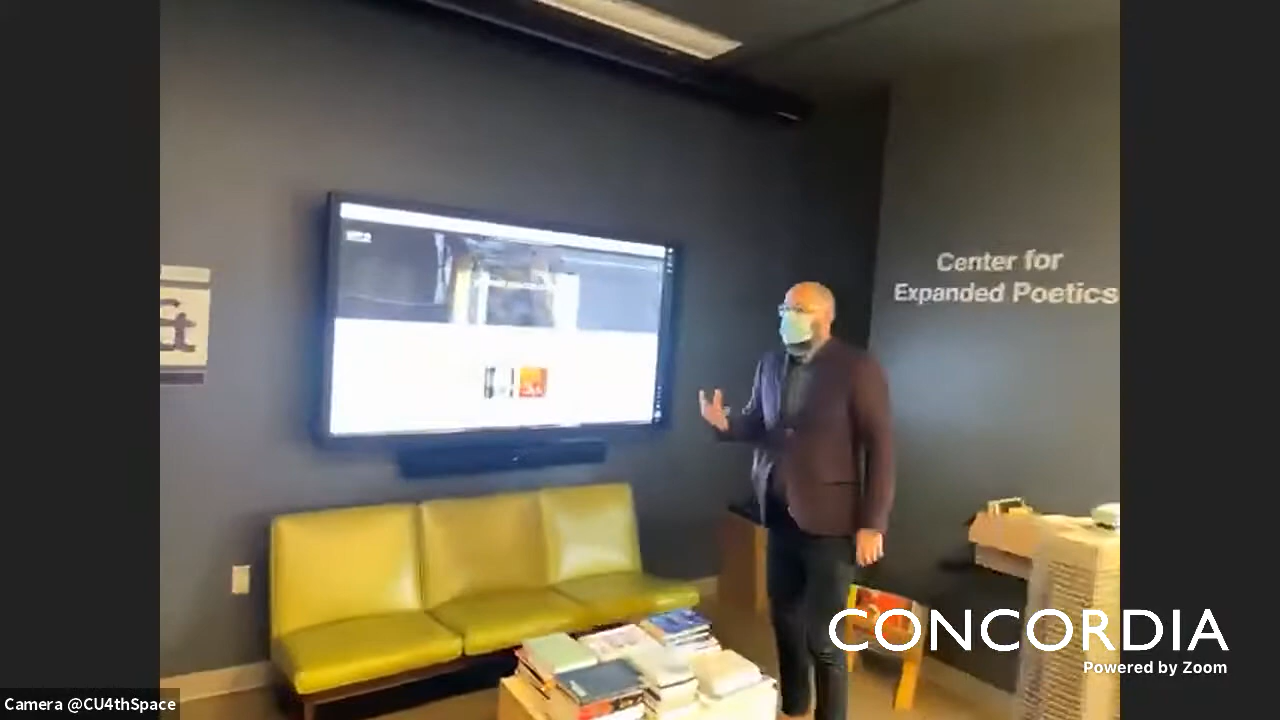 Center for
Expanded Poetics
CONCORDIA
Powered by Zoom
Camera @CU4thSpace